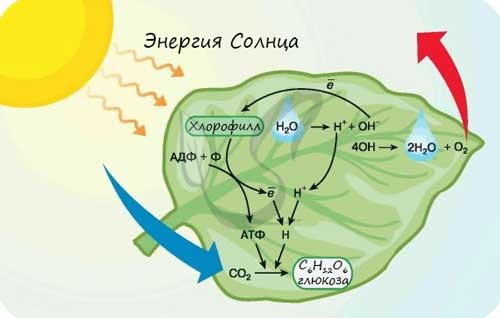 Энергия Солнца
ē
Хлорофилл
H₂O → H⁺ + OH⁻
4OH → 2H₂O + O₂
АДФ + Ф
ē
H⁺
АТФ H
CO₂ → C₆H₁₂O₆
глюкоза